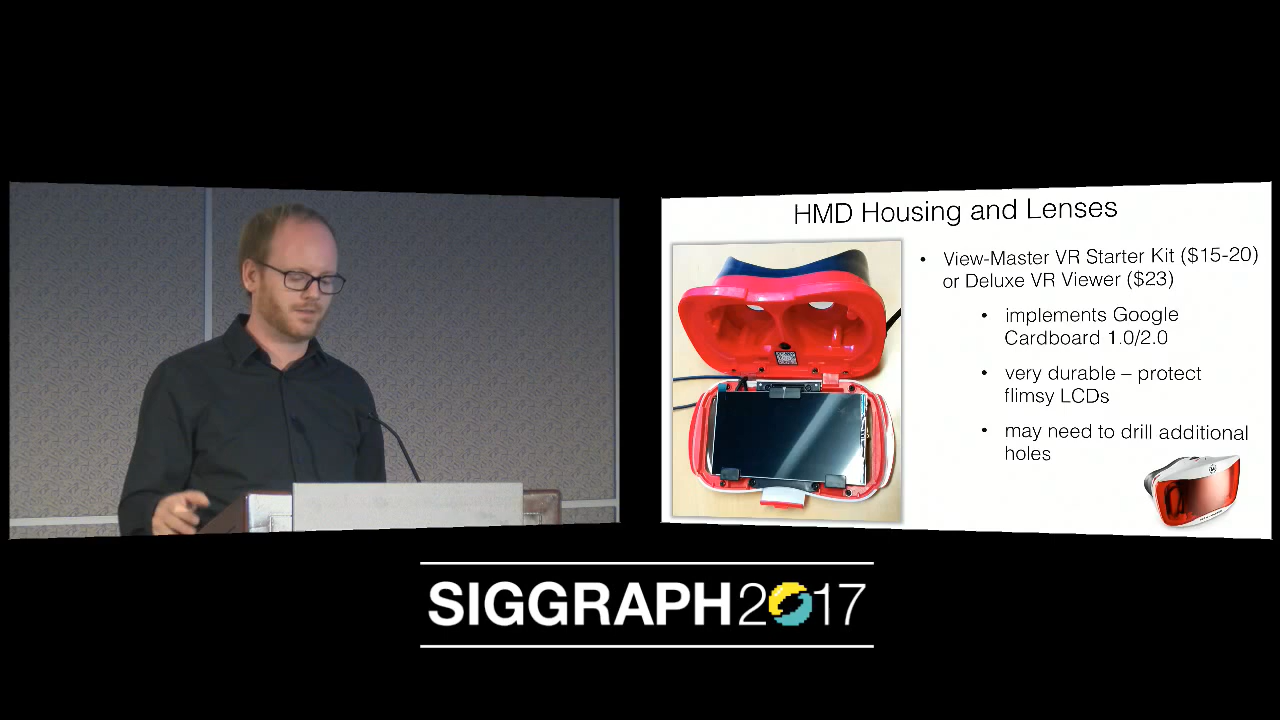 HMD Housing and Lenses
• View-Master VR Starter Kit ($15-20)
or Deluxe VR Viewer ($23)
• implements Google
Cardboard 1.0/2.0
• very durable – protect
flimsy LCDs
• may need to drill additional
holes
SIGGRAPH2017